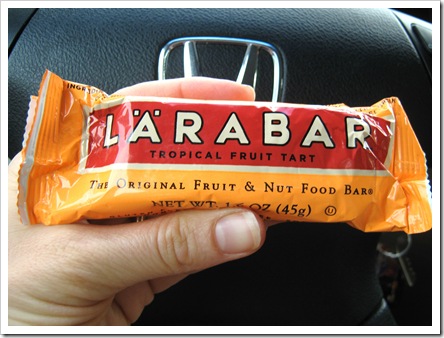 LÄRABAR
TROPICAL FRUIT TART
THE ORIGINAL FRUIT & NUT FOOD BAR®
NET WT. 1.6 OZ (45g) U